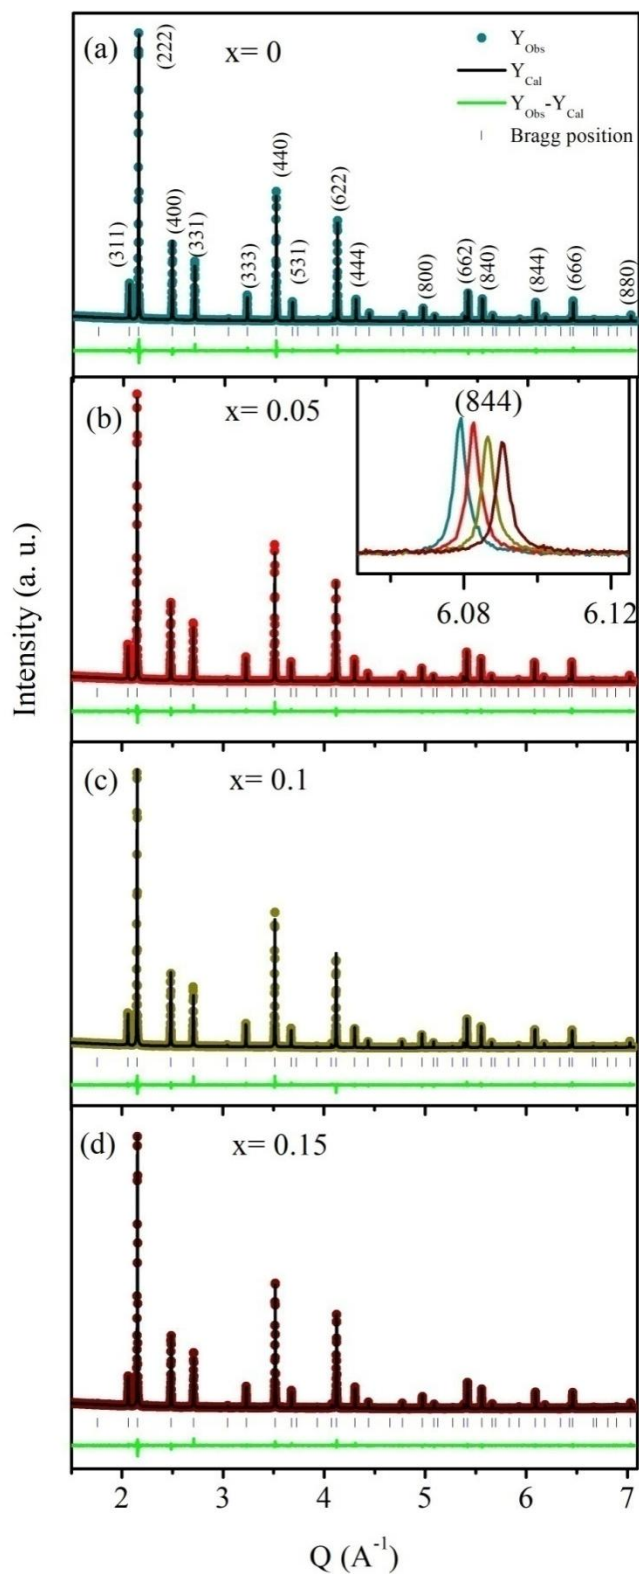 (a)
x= 0
Y_Obs
Y_Cal
Y_Obs-Y_Cal
Bragg position
(311)
(222)
(400)
(331)
(333)
(440)
(531)
(622)
(444)
(800)
(662)
(840)
(844)
(666)
(880)
(b)
x= 0.05
(844)
6.08
6.12
(c)
x= 0.1
(d)
x= 0.15
2
3
4
5
6
7
Q (A⁻¹)
Intensity (a. u.)